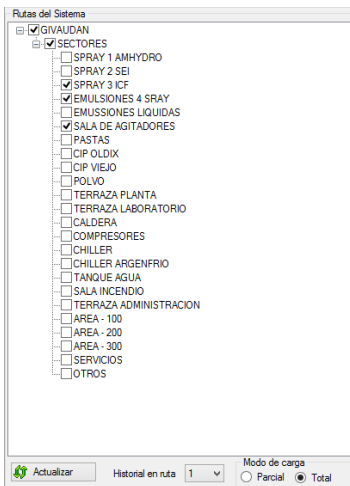 Rutas del Sistema
GIVAUDAN
SECTORES
SPRAY 1 AMHYDRO
SPRAY 2 SEI
SPRAY 3 ICF
EMULSIONES 4 SRAY
EMUSSIONES LIQUIDAS
SALA DE AGITADORES
PASTAS
CIP OLDIX
CIP VIEJO
POLVO
TERRAZA PLANTA
TERRAZA LABORATORIO
CALDERA
COMPRESORES
CHILLER
CHILLER ARGENFRIO
TANQUE AGUA
SALA INCENDIO
TERRAZA ADMINISTRACION
AREA - 100
AREA - 200
AREA - 300
SERVICIOS
OTROS
Modo de carga
Actualizar Historial en ruta 1 Parcial Total